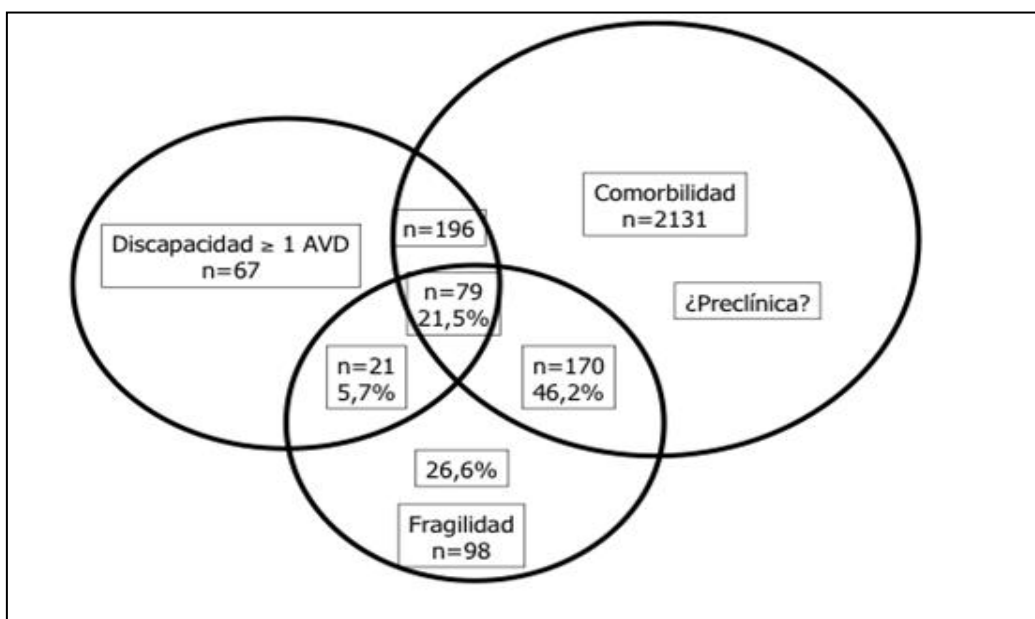 Comorbilidad
n=2131
n=196
Discapacidad ≥ 1 AVD
n=67
n=79
21,5%
¿Preclínica?
n=21
5,7%
n=170
46,2%
26,6%
Fragilidad
n=98